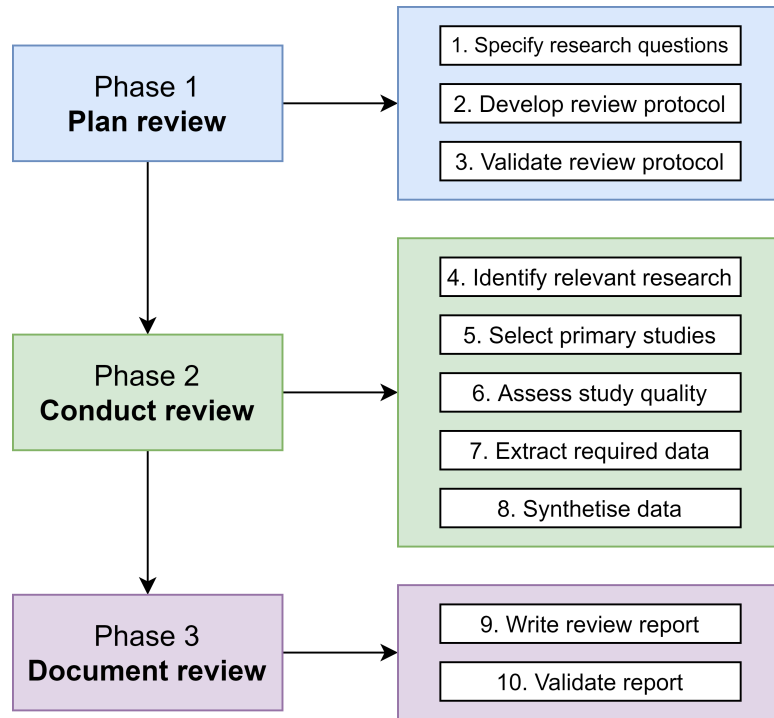 Phase 1
Plan review
1. Specify research questions
2. Develop review protocol
3. Validate review protocol
Phase 2
Conduct review
4. Identify relevant research
5. Select primary studies
6. Assess study quality
7. Extract required data
8. Synthetise data
Phase 3
Document review
9. Write review report
10. Validate report